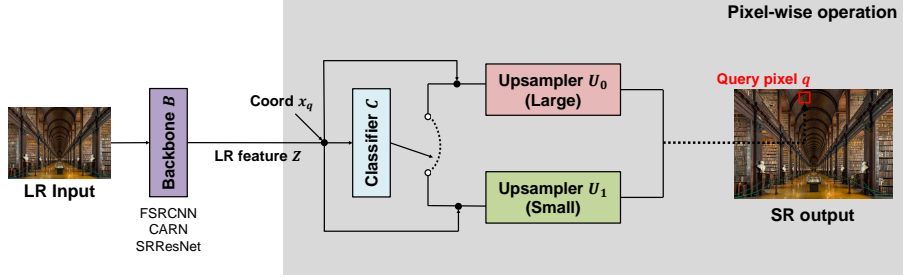 Pixel-wise operation
LR Input
Backbone B
FSRCNN
CARN
SRResNet
Coord x_q
LR feature Z
Classifier C
Upsampler U_0
(Large)
Upsampler U_1
(Small)
Query pixel q
SR output